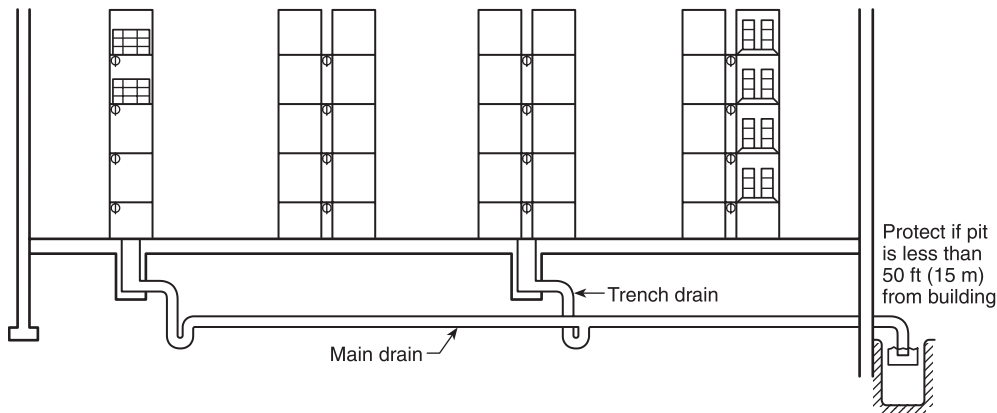 Protect if pit
is less than
50 ft (15 m)
from building
Trench drain
Main drain